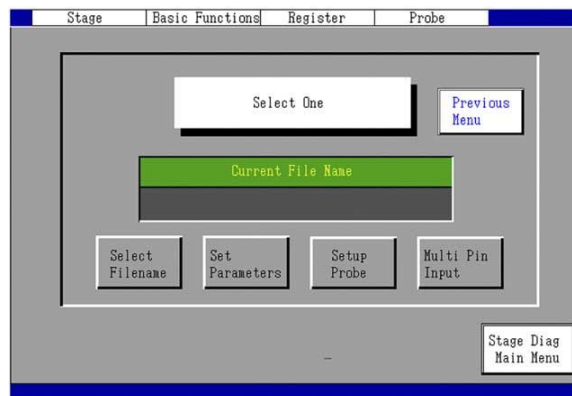 Stage Basic Functions Register Probe
Select One
Previous
Menu
Current File Name
Select
Filename
Set
Parameters
Setup
Probe
Multi Pin
Input
Stage Diag
Main Menu